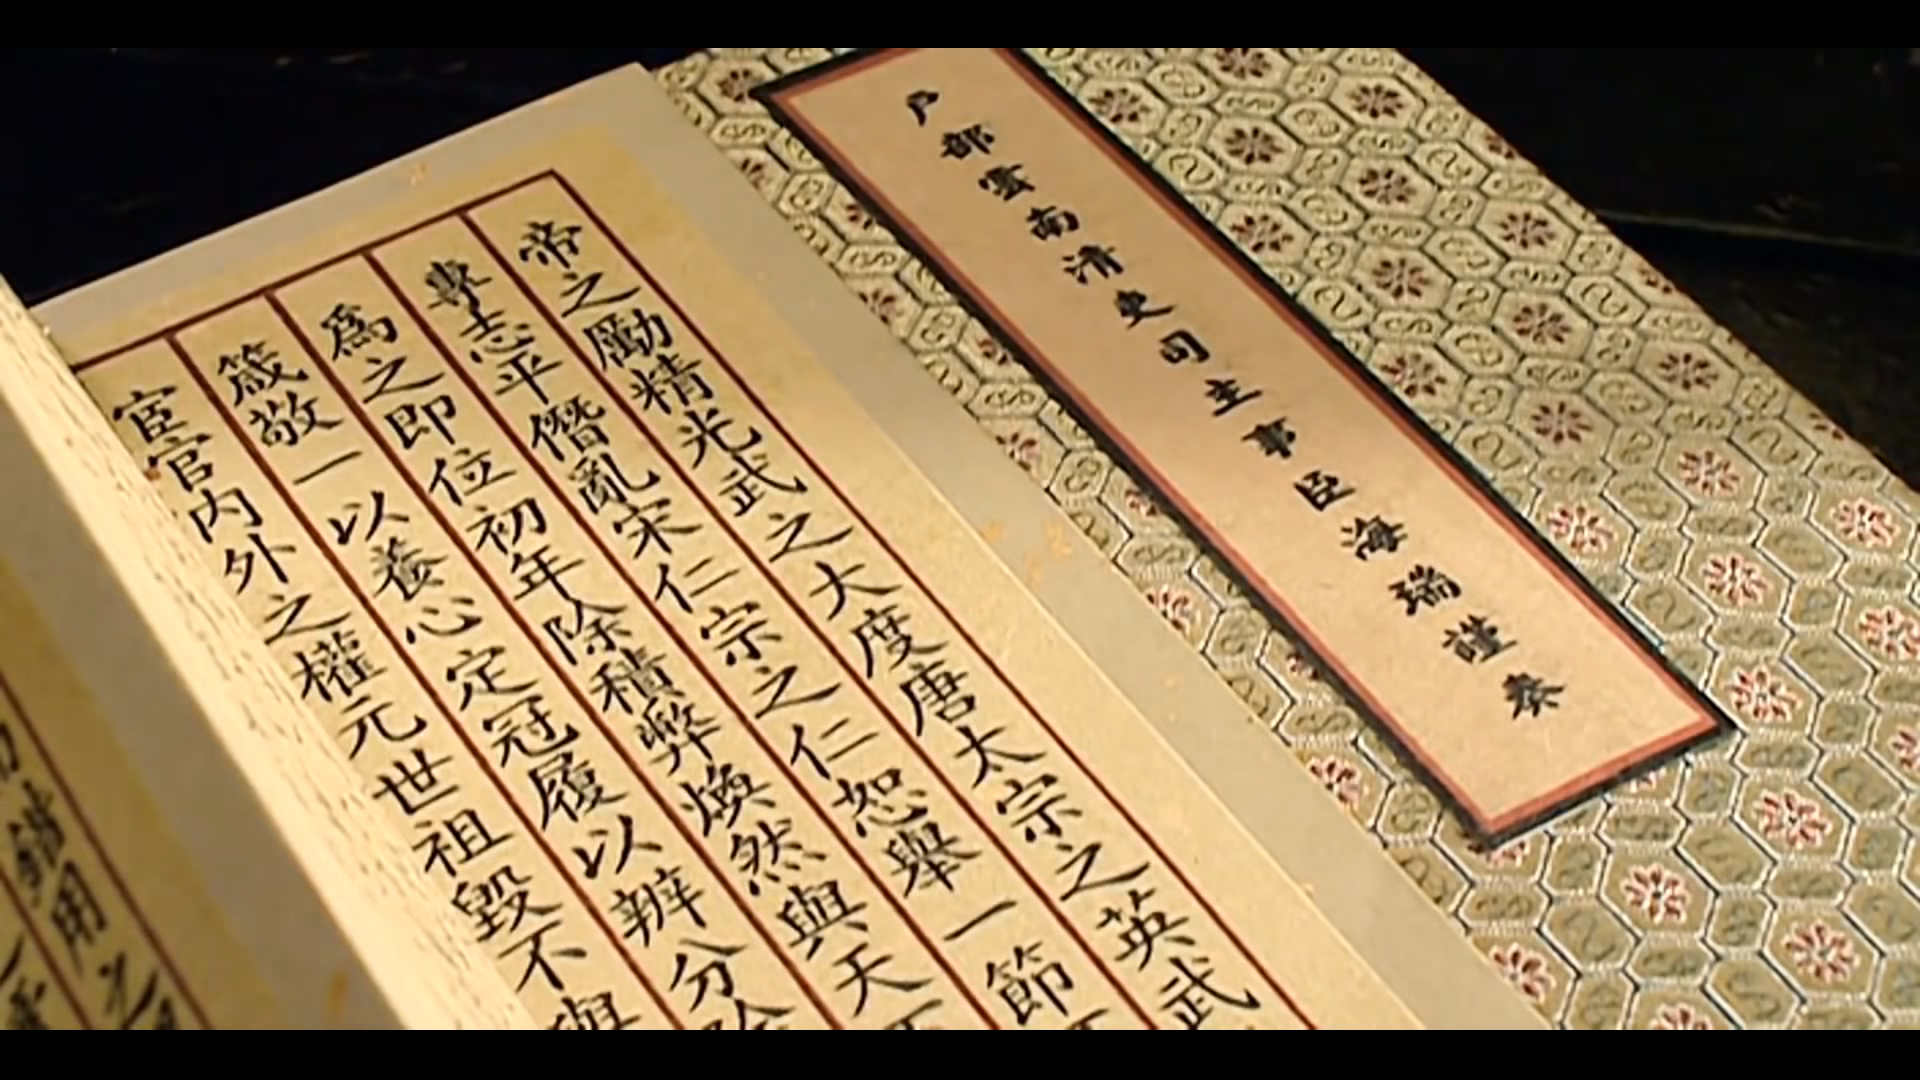 户部雲南清吏司主事臣海瑞謹奏
帝之勵精光武之大度唐太宗之英武
專志平僭亂宋仁宗之仁恕舉一節
爲之即位初年除積弊煥然與天
箴敬一以養心定冠履以辨分除
宦官內外之權元世祖毀不與